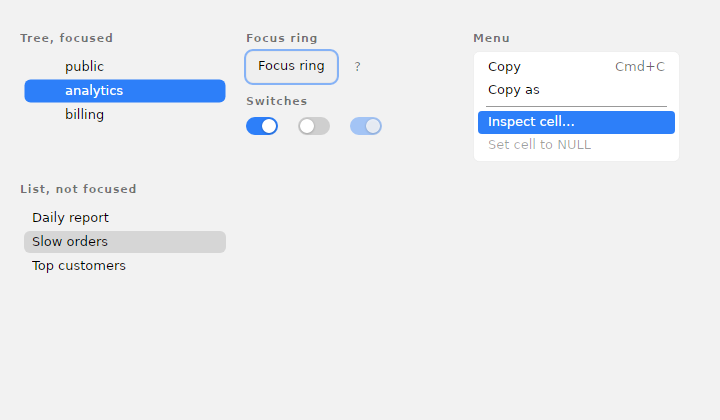 Tree, focused
public
analytics
billing
Focus ring
Focus ring ?
Switches
Menu
Copy Cmd+C
Copy as
Inspect cell...
Set cell to NULL
List, not focused
Daily report
Slow orders
Top customers